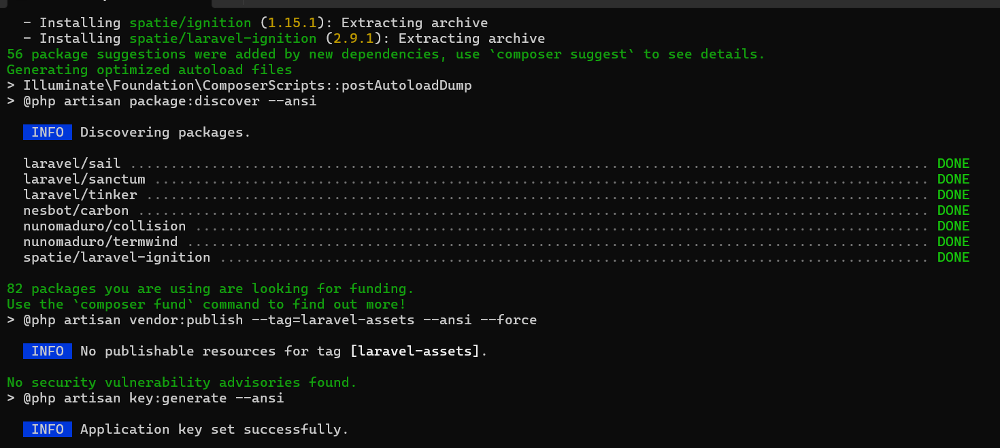 - Installing spatie/ignition (1.15.1): Extracting archive
- Installing spatie/laravel-ignition (2.9.1): Extracting archive
56 package suggestions were added by new dependencies, use `composer suggest` to see details.
Generating optimized autoload files
> Illuminate\Foundation\ComposerScripts::postAutoloadDump
> @php artisan package:discover --ansi
INFO Discovering packages.
laravel/sail .................................................................................................. DONE
laravel/sanctum ............................................................................................... DONE
laravel/tinker ................................................................................................ DONE
nesbot/carbon ................................................................................................. DONE
nunomaduro/collision .......................................................................................... DONE
nunomaduro/termwind ........................................................................................... DONE
spatie/laravel-ignition ....................................................................................... DONE
82 packages you are using are looking for funding.
Use the `composer fund` command to find out more!
> @php artisan vendor:publish --tag=laravel-assets --ansi --force
INFO No publishable resources for tag [laravel-assets].
No security vulnerability advisories found.
> @php artisan key:generate --ansi
INFO Application key set successfully.